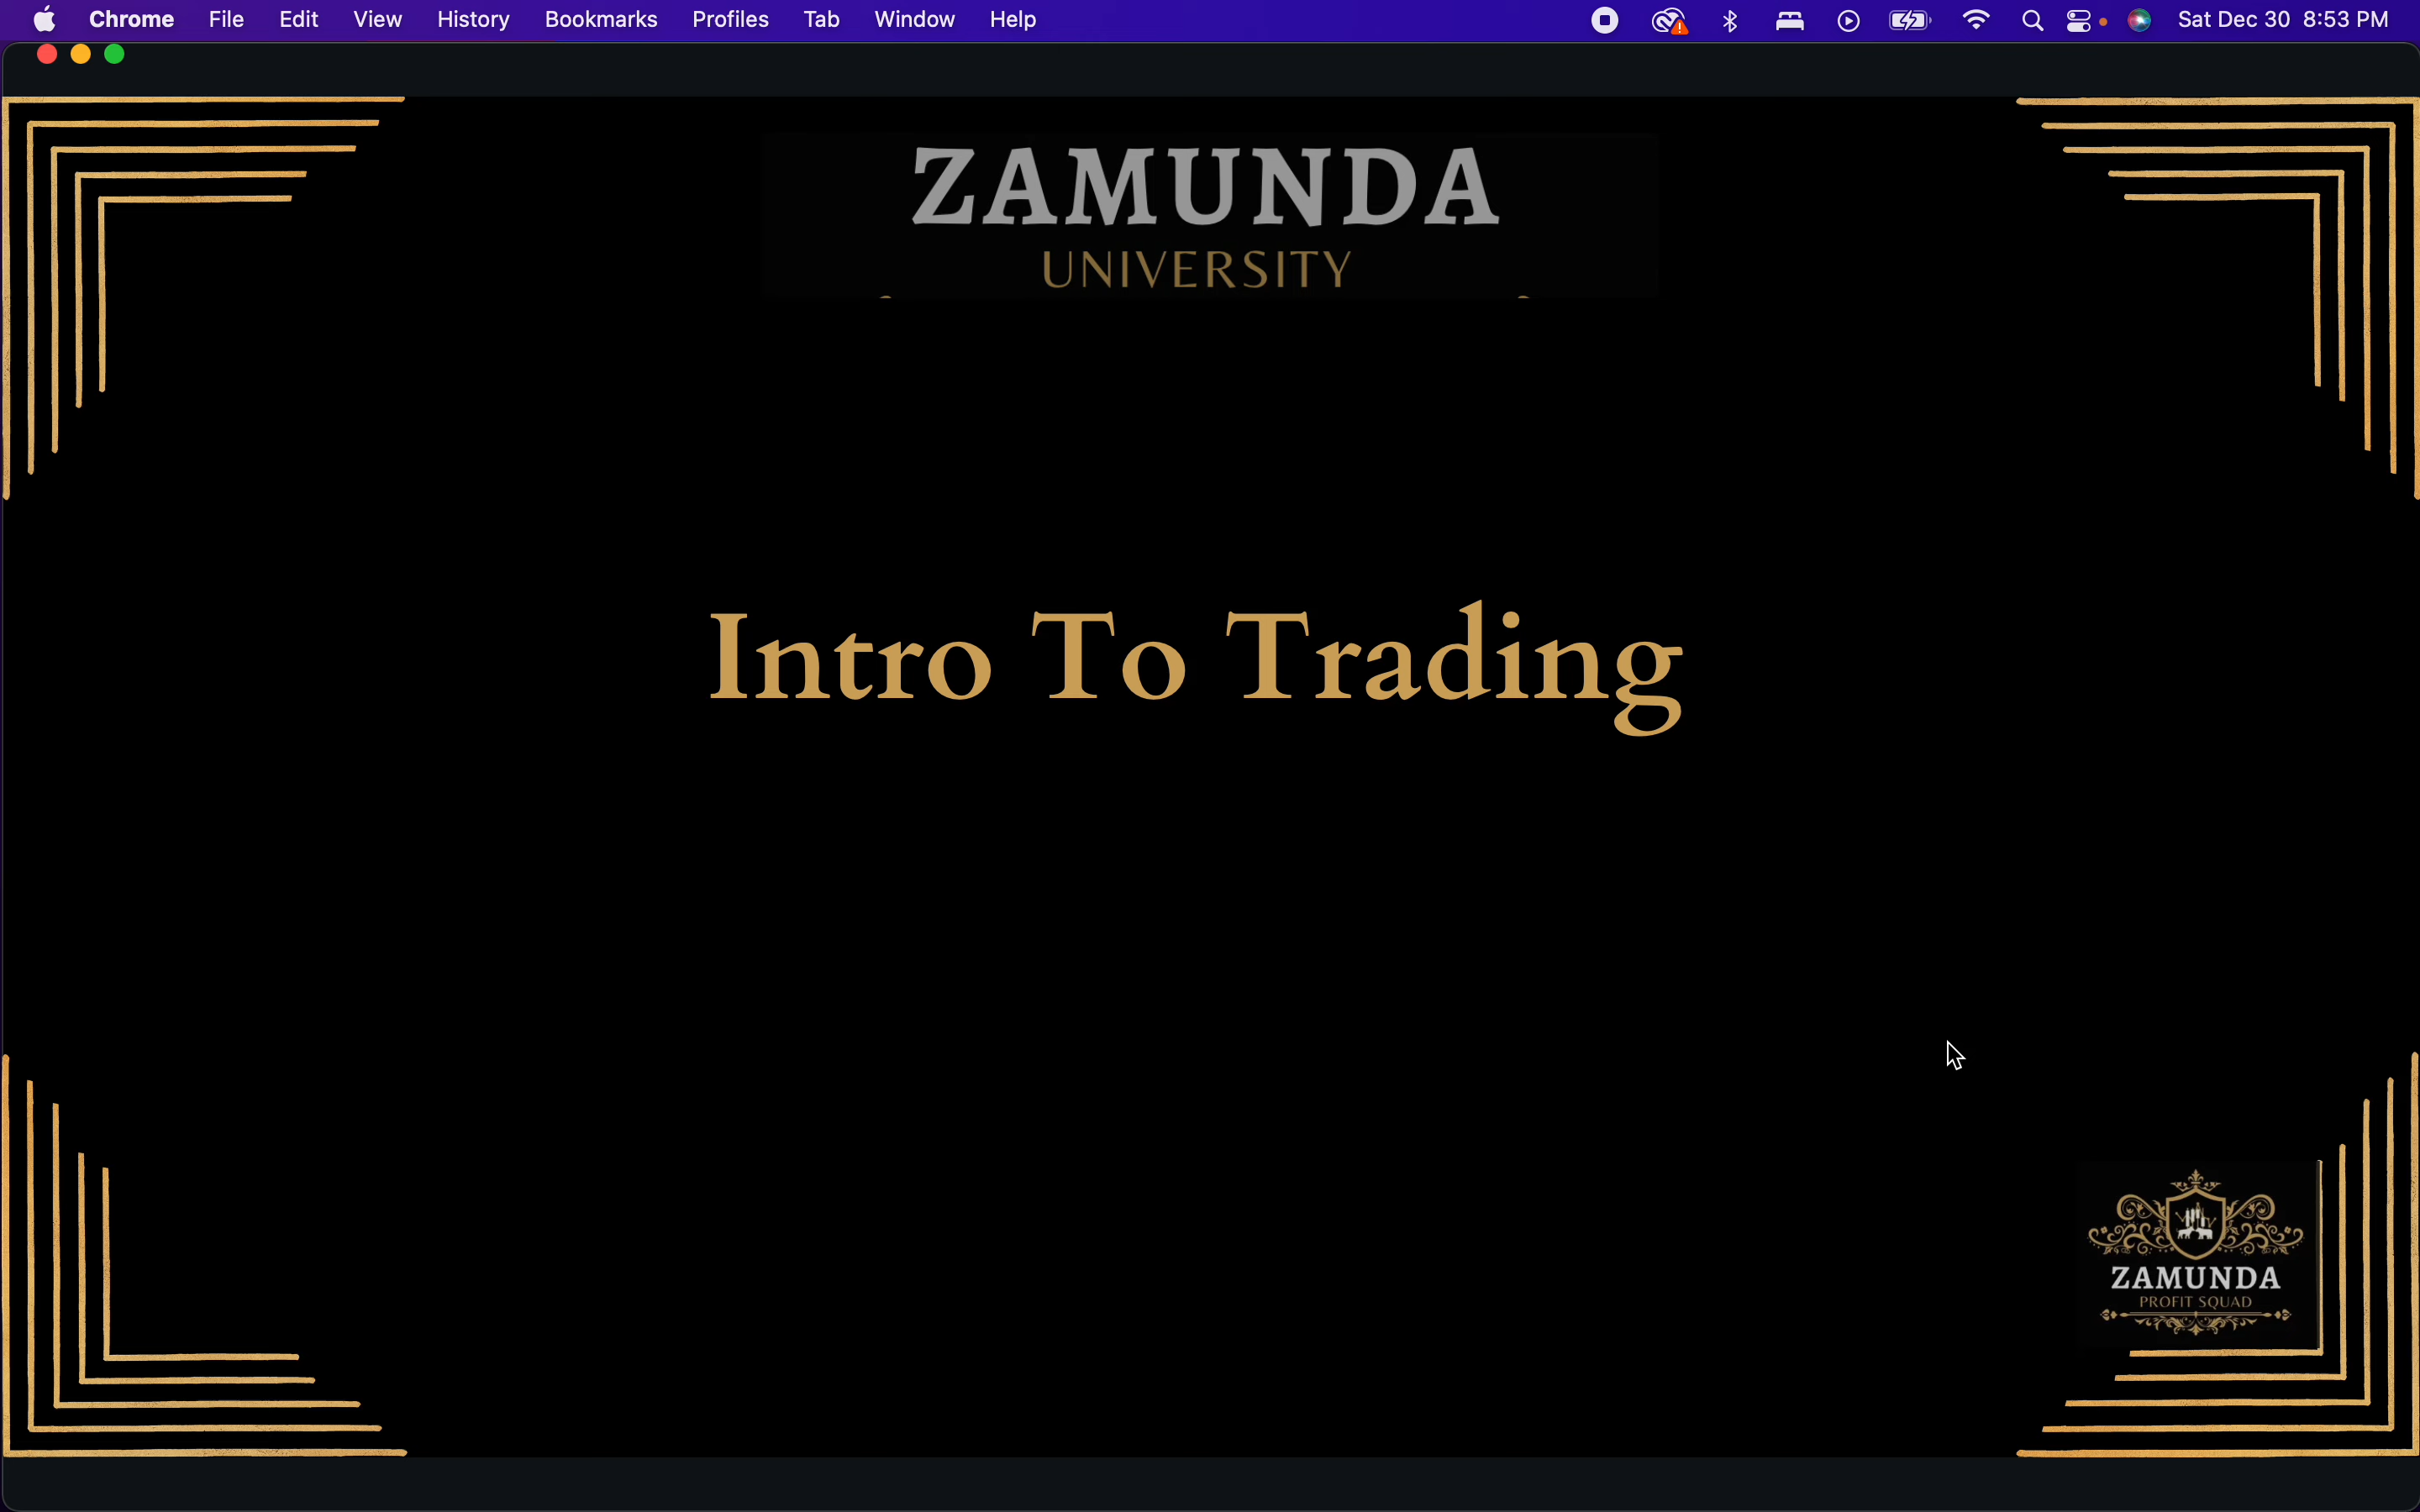 Chrome File Edit View History Bookmarks Profiles Tab Window Help Sat Dec 30 8:53 PM
ZAMUNDA
UNIVERSITY
Intro To Trading
ZAMUNDA
PROFIT SQUAD